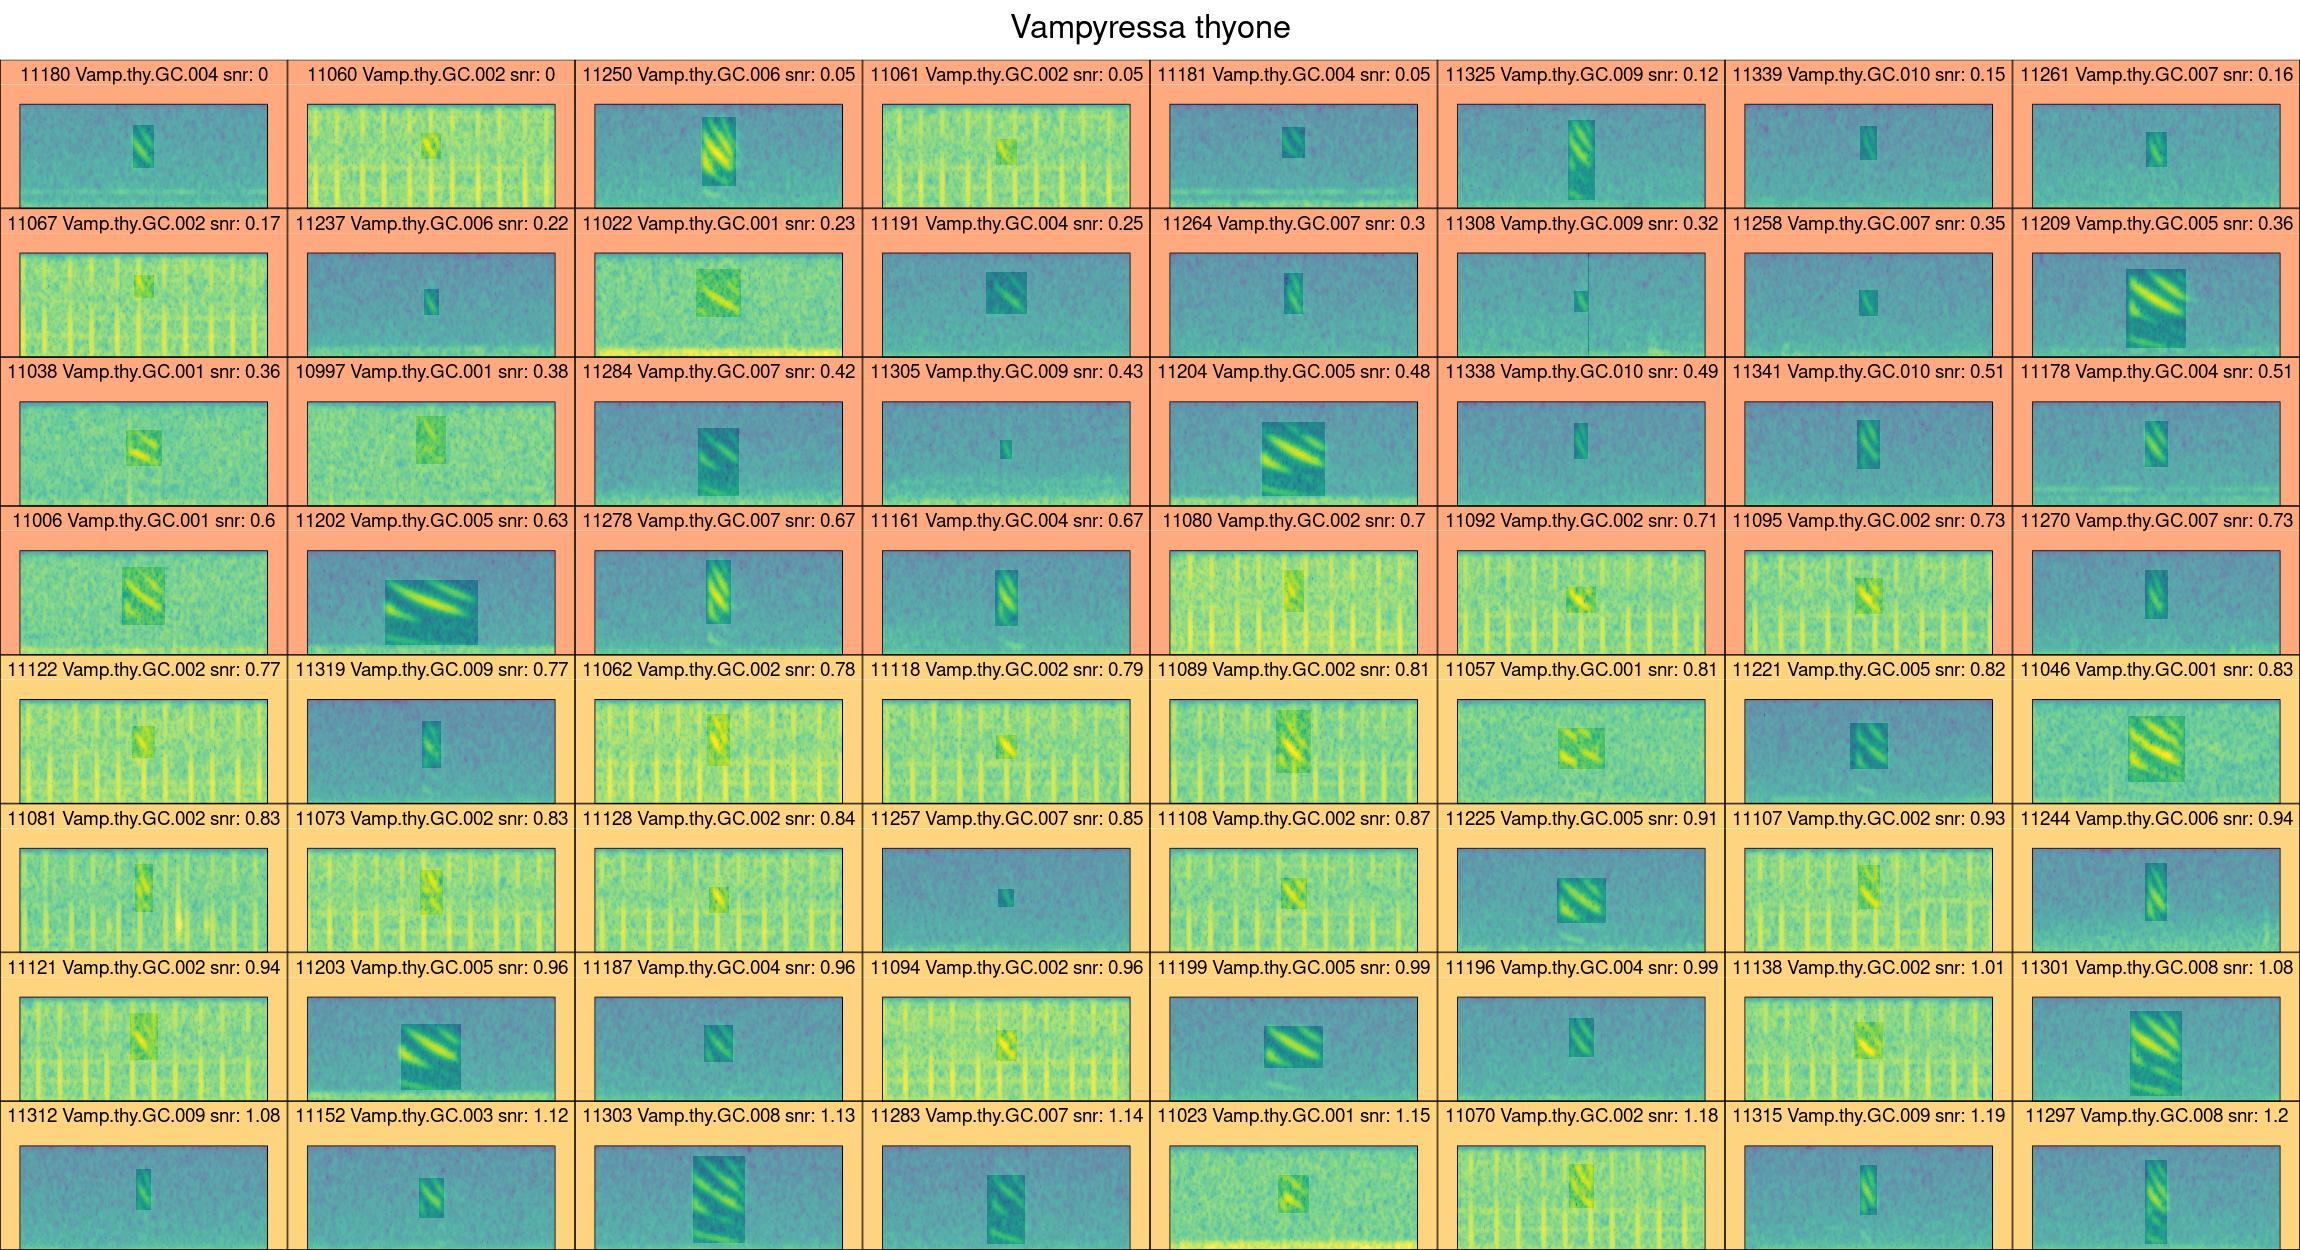 Vampyressa thyone
11180 Vamp.thy.GC.004 snr: 0
11060 Vamp.thy.GC.002 snr: 0
11250 Vamp.thy.GC.006 snr: 0.05
11061 Vamp.thy.GC.002 snr: 0.05
11181 Vamp.thy.GC.004 snr: 0.05
11325 Vamp.thy.GC.009 snr: 0.12
11339 Vamp.thy.GC.010 snr: 0.15
11261 Vamp.thy.GC.007 snr: 0.16
11067 Vamp.thy.GC.002 snr: 0.17
11237 Vamp.thy.GC.006 snr: 0.22
11022 Vamp.thy.GC.001 snr: 0.23
11191 Vamp.thy.GC.004 snr: 0.25
11264 Vamp.thy.GC.007 snr: 0.3
11308 Vamp.thy.GC.009 snr: 0.32
11258 Vamp.thy.GC.007 snr: 0.35
11209 Vamp.thy.GC.005 snr: 0.36
11038 Vamp.thy.GC.001 snr: 0.36
10997 Vamp.thy.GC.001 snr: 0.38
11284 Vamp.thy.GC.007 snr: 0.42
11305 Vamp.thy.GC.009 snr: 0.43
11204 Vamp.thy.GC.005 snr: 0.48
11338 Vamp.thy.GC.010 snr: 0.49
11341 Vamp.thy.GC.010 snr: 0.51
11178 Vamp.thy.GC.004 snr: 0.51
11006 Vamp.thy.GC.001 snr: 0.6
11202 Vamp.thy.GC.005 snr: 0.63
11278 Vamp.thy.GC.007 snr: 0.67
11161 Vamp.thy.GC.004 snr: 0.67
11080 Vamp.thy.GC.002 snr: 0.7
11092 Vamp.thy.GC.002 snr: 0.71
11095 Vamp.thy.GC.002 snr: 0.73
11270 Vamp.thy.GC.007 snr: 0.73
11122 Vamp.thy.GC.002 snr: 0.77
11319 Vamp.thy.GC.009 snr: 0.77
11062 Vamp.thy.GC.002 snr: 0.78
11118 Vamp.thy.GC.002 snr: 0.79
11089 Vamp.thy.GC.002 snr: 0.81
11057 Vamp.thy.GC.001 snr: 0.81
11221 Vamp.thy.GC.005 snr: 0.82
11046 Vamp.thy.GC.001 snr: 0.83
11081 Vamp.thy.GC.002 snr: 0.83
11073 Vamp.thy.GC.002 snr: 0.83
11128 Vamp.thy.GC.002 snr: 0.84
11257 Vamp.thy.GC.007 snr: 0.85
11108 Vamp.thy.GC.002 snr: 0.87
11225 Vamp.thy.GC.005 snr: 0.91
11107 Vamp.thy.GC.002 snr: 0.93
11244 Vamp.thy.GC.006 snr: 0.94
11121 Vamp.thy.GC.002 snr: 0.94
11203 Vamp.thy.GC.005 snr: 0.96
11187 Vamp.thy.GC.004 snr: 0.96
11094 Vamp.thy.GC.002 snr: 0.96
11199 Vamp.thy.GC.005 snr: 0.99
11196 Vamp.thy.GC.004 snr: 0.99
11138 Vamp.thy.GC.002 snr: 1.01
11301 Vamp.thy.GC.008 snr: 1.08
11312 Vamp.thy.GC.009 snr: 1.08
11152 Vamp.thy.GC.003 snr: 1.12
11303 Vamp.thy.GC.008 snr: 1.13
11283 Vamp.thy.GC.007 snr: 1.14
11023 Vamp.thy.GC.001 snr: 1.15
11070 Vamp.thy.GC.002 snr: 1.18
11315 Vamp.thy.GC.009 snr: 1.19
11297 Vamp.thy.GC.008 snr: 1.2